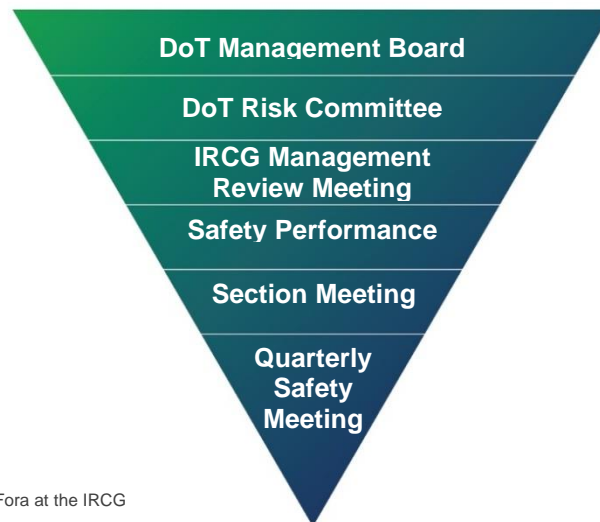 DoT Management Board
DoT Risk Committee
IRCG Management
Review Meeting
Safety Performance
Section Meeting
Quarterly
Safety
Meeting
Fora at the IRCG